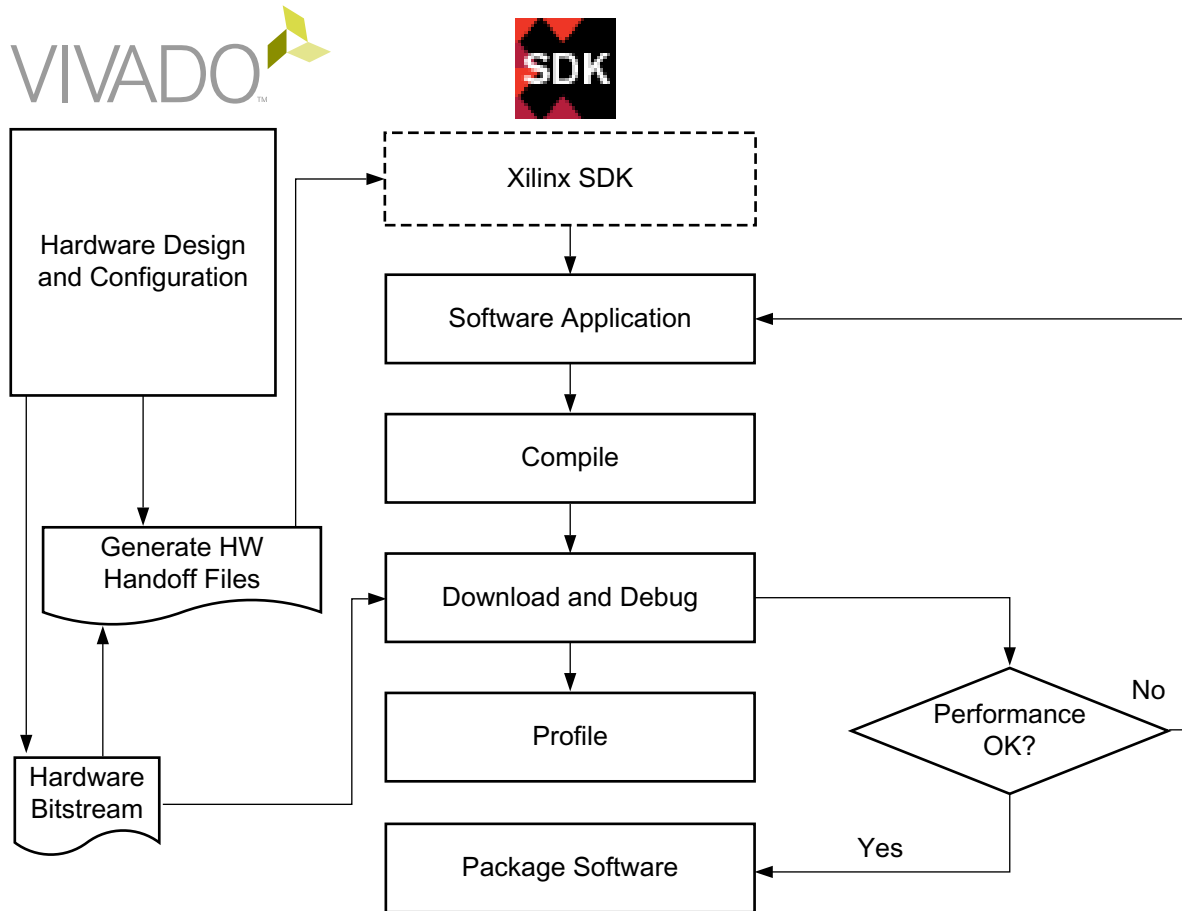 VIVADO™
SDK
Xilinx SDK
Hardware Design
and Configuration
Software Application
Compile
Generate HW
Handoff Files
Download and Debug
No
Performance
OK?
Profile
Hardware
Bitstream
Yes
Package Software